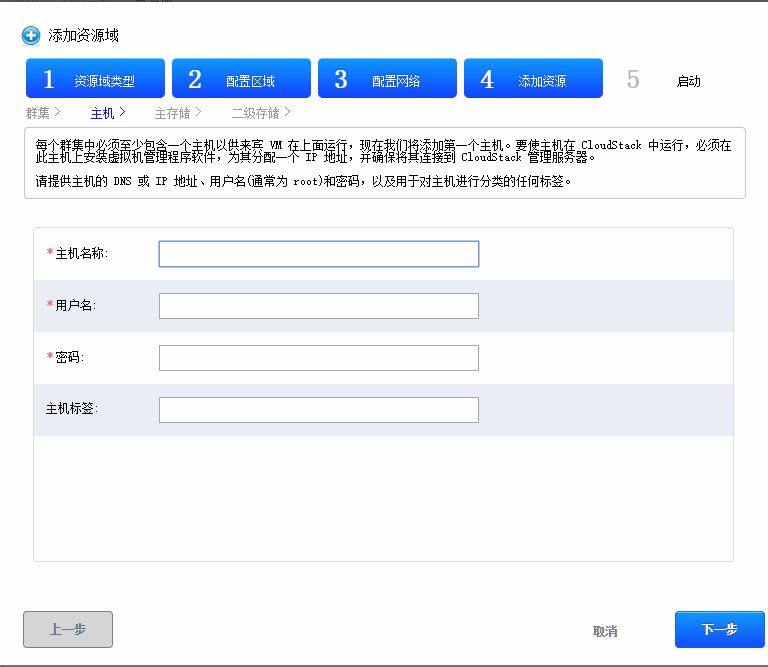 添加资源域
1 资源域类型 2 配置区域 3 配置网络 4 添加资源 5 启动
群集 > 主机 > 主存储 > 二级存储 >
每个群集中必须至少包含一个主机以供来宾 VM 在上面运行，现在我们将添加第一个主机。要使主机在 CloudStack 中运行，必须在
此主机上安装虚拟机管理程序软件，为其分配一个 IP 地址，并确保将其连接到 CloudStack 管理服务器。
请提供主机的 DNS 或 IP 地址、用户名(通常为 root)和密码，以及用于对主机进行分类的任何标签。
*主机名称:
*用户名:
*密码:
主机标签:
上一步 取消 下一步